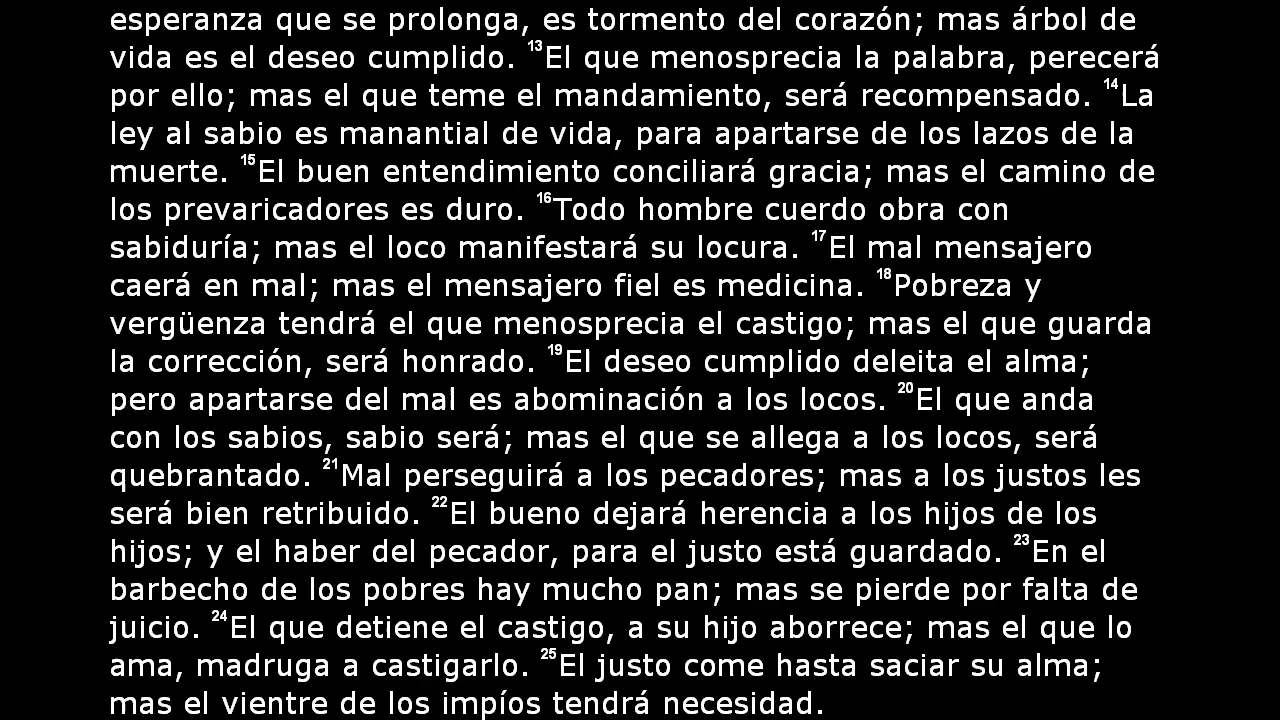 esperanza que se prolonga, es tormento del corazón; mas árbol de
vida es el deseo cumplido. 13El que menosprecia la palabra, perecerá
por ello; mas el que teme el mandamiento, será recompensado. 14La
ley al sabio es manantial de vida, para apartarse de los lazos de la
muerte. 15El buen entendimiento conciliará gracia; mas el camino de
los prevaricadores es duro. 16Todo hombre cuerdo obra con
sabiduría; mas el loco manifestará su locura. 17El mal mensajero
caerá en mal; mas el mensajero fiel es medicina. 18Pobreza y
vergüenza tendrá el que menosprecia el castigo; mas el que guarda
la corrección, será honrado. 19El deseo cumplido deleita el alma;
pero apartarse del mal es abominación a los locos. 20El que anda
con los sabios, sabio será; mas el que se allega a los locos, será
quebrantado. 21Mal perseguirá a los pecadores; mas a los justos les
será bien retribuido. 22El bueno dejará herencia a los hijos de los
hijos; y el haber del pecador, para el justo está guardado. 23En el
barbecho de los pobres hay mucho pan; mas se pierde por falta de
juicio. 24El que detiene el castigo, a su hijo aborrece; mas el que lo
ama, madruga a castigarlo. 25El justo come hasta saciar su alma;
mas el vientre de los impíos tendrá necesidad.